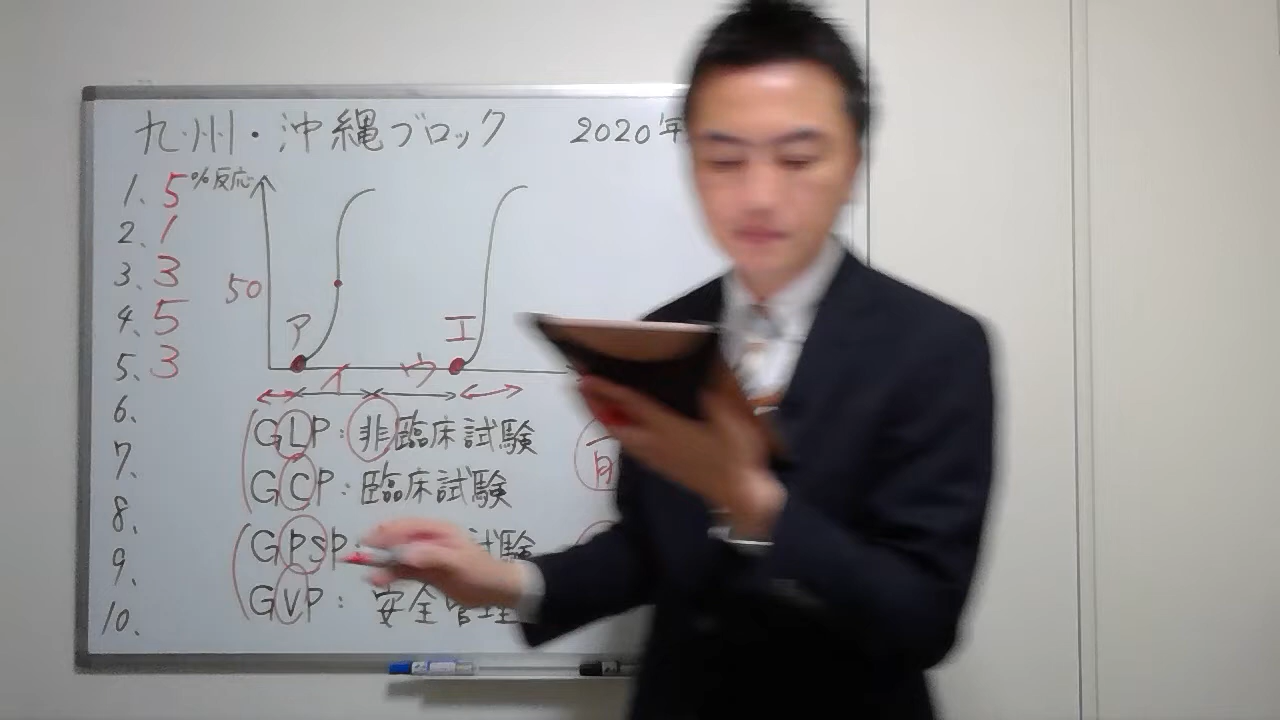 九州・沖縄ブロック 2020年
1. 5
2. 1
3. 3
4. 5
5. 3
6.
7.
8.
9.
10.
%反応
50
ア
エ
イ
ウ
GLP:非臨床試験
GCP:臨床試験
GPSP: 試験
GVP: 安全管理